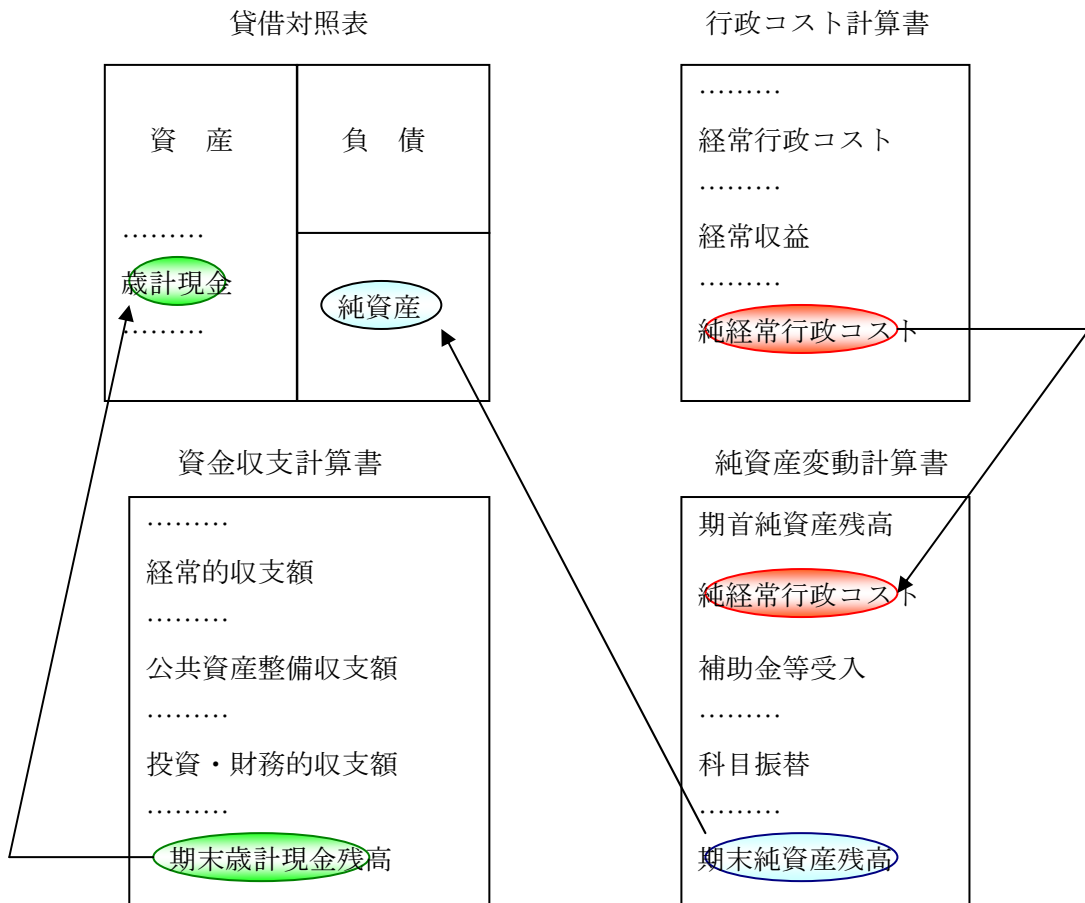 貸借対照表
資　産
負　債
………
歳計現金
………
純資産
行政コスト計算書
………
経常行政コスト
………
経常収益
………
純経常行政コスト
資金収支計算書
………
経常的収支額
………
公共資産整備収支額
………
投資・財務的収支額
………
期末歳計現金残高
純資産変動計算書
期首純資産残高
純経常行政コスト
補助金等受入
………
科目振替
………
期末純資産残高